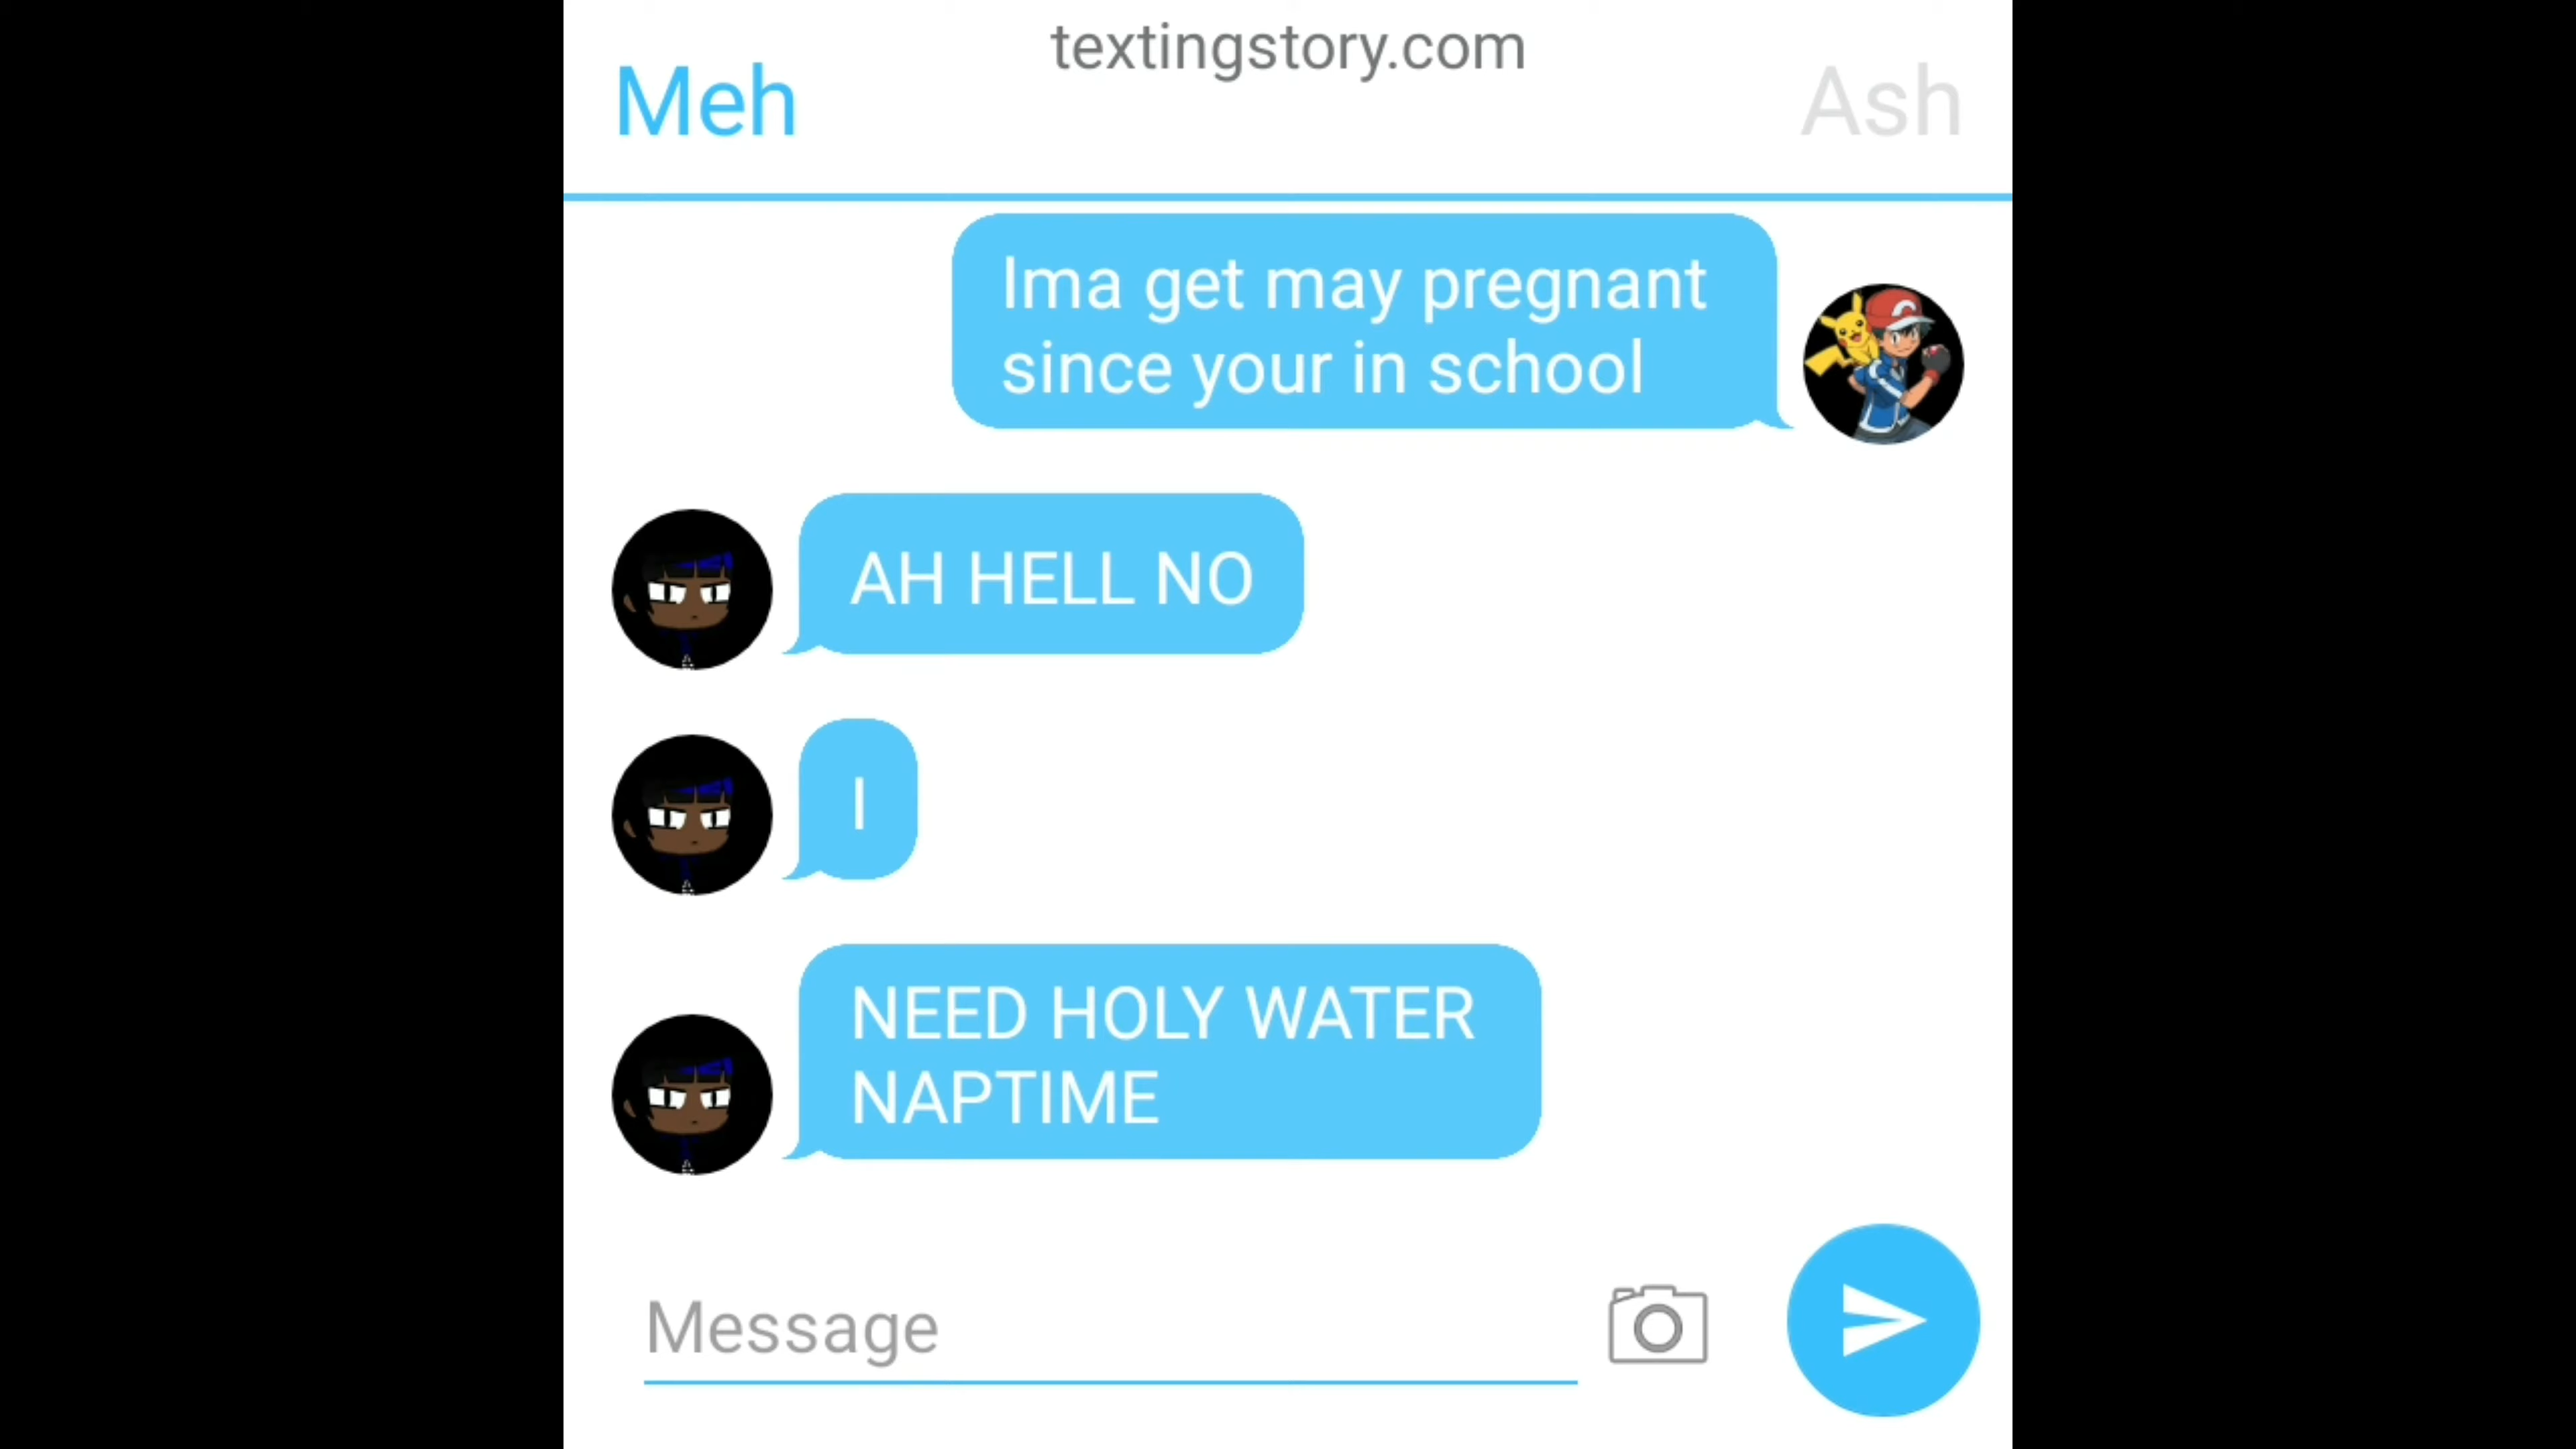 textingstory.com
Meh
Ash
Ima get may pregnant
since your in school
AH HELL NO
I
NEED HOLY WATER
NAPTIME
Message